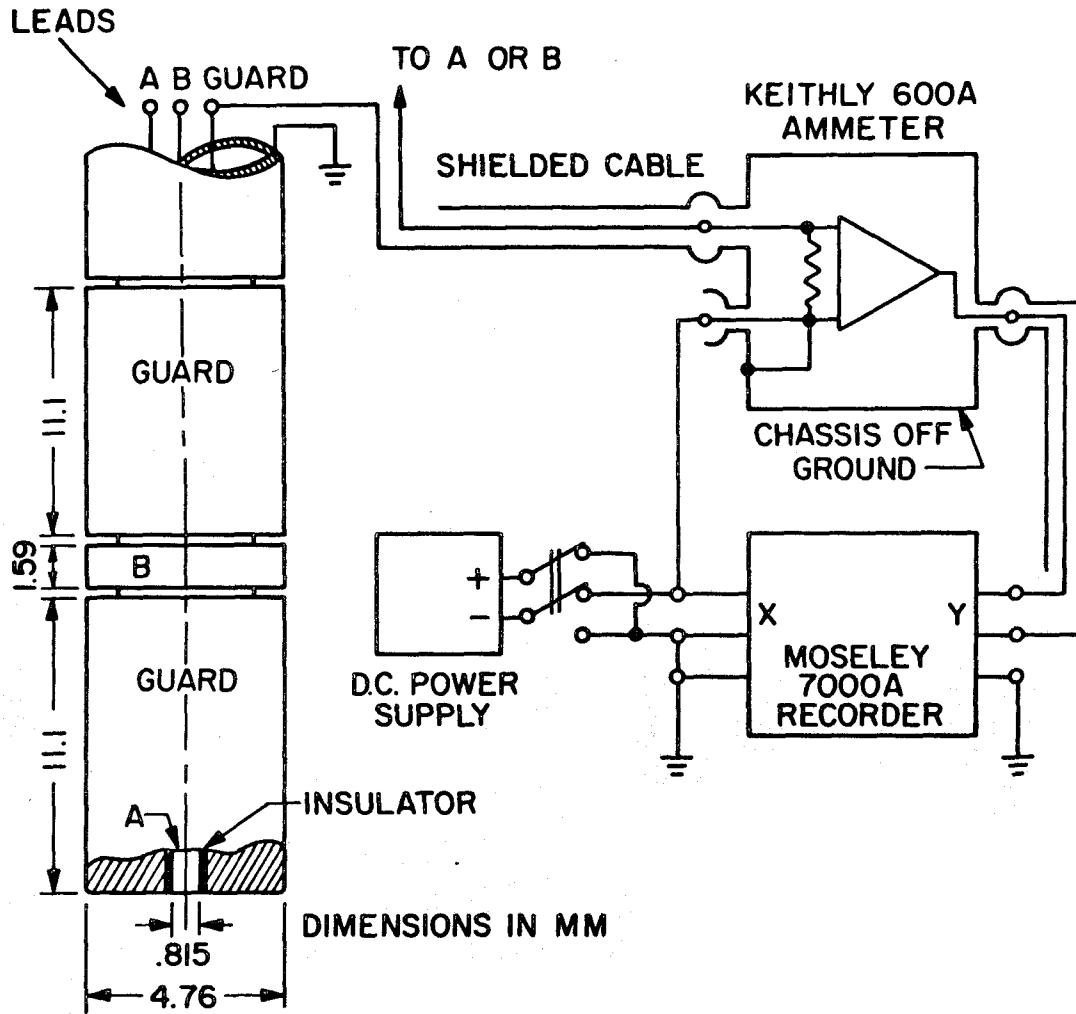 LEADS
A B GUARD
TO A OR B
KEITHLY 600A
AMMETER
SHIELDED CABLE
GUARD
11.1
CHASSIS OFF
GROUND
1.59
B
+
-
X
Y
GUARD
D.C. POWER
SUPPLY
MOSELEY
7000A
RECORDER
11.1
A
INSULATOR
DIMENSIONS IN MM
.815
4.76